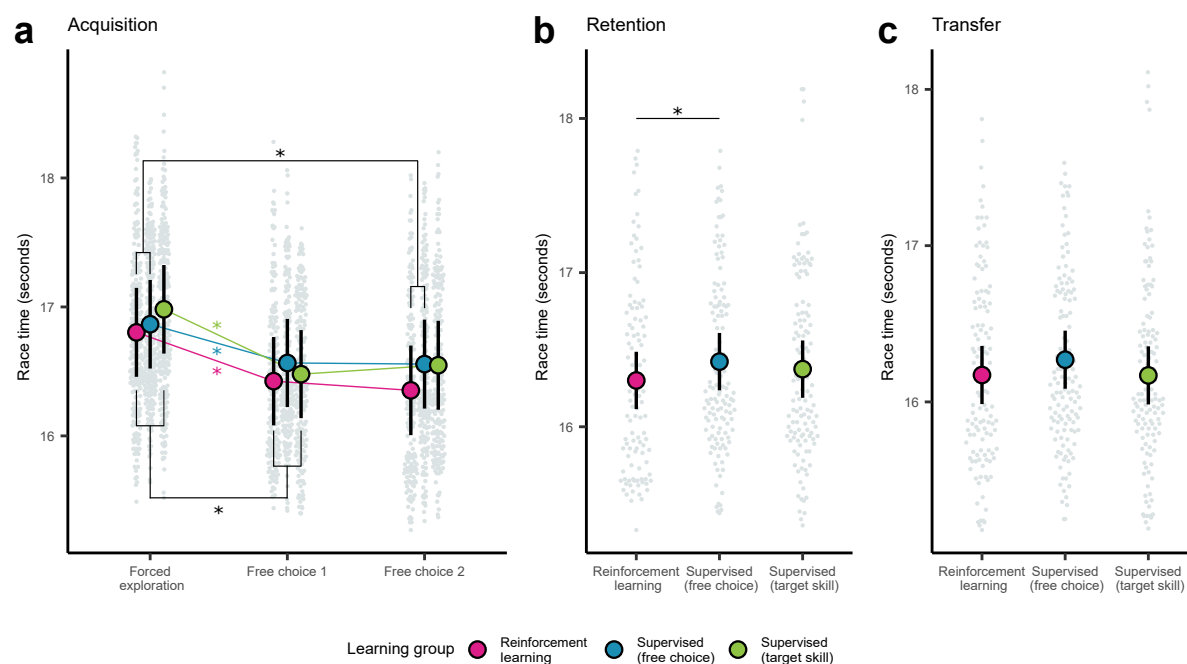 a Acquisition
Race time (seconds)
18
17
16
*
*
*
*
*
Forced
exploration
Free choice 1
Free choice 2
b Retention
Race time (seconds)
18
17
16
*
Reinforcement
learning
Supervised
(free choice)
Supervised
(target skill)
c Transfer
Race time (seconds)
18
17
16
Reinforcement
learning
Supervised
(free choice)
Supervised
(target skill)
Learning group
Reinforcement
learning
Supervised
(free choice)
Supervised
(target skill)